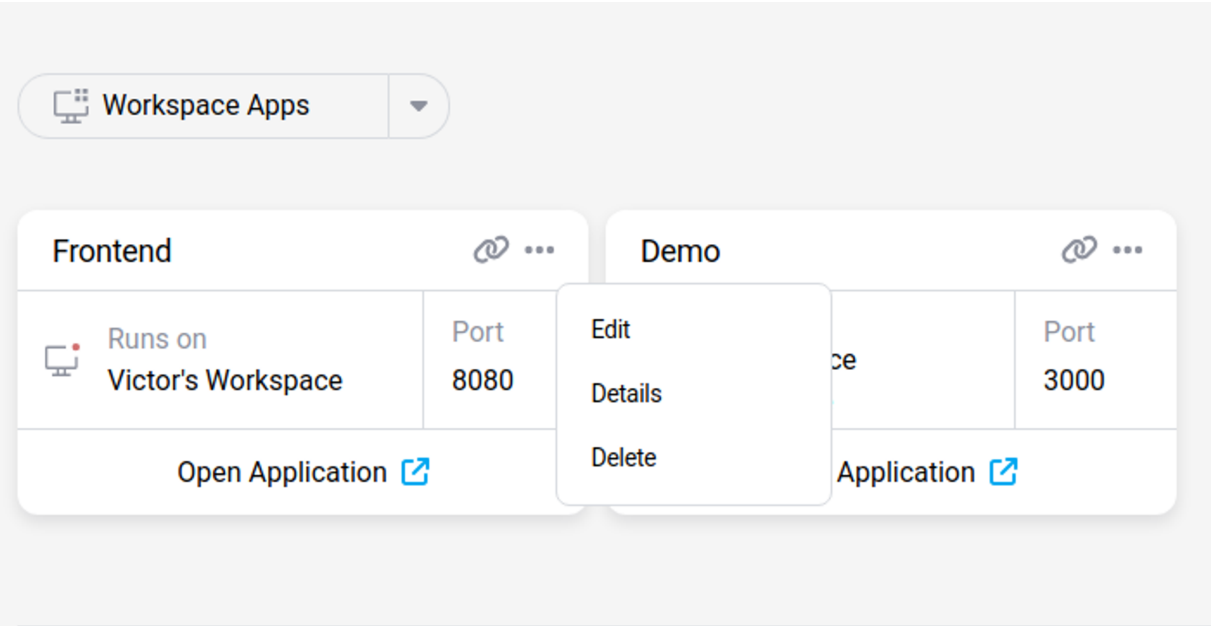 Workspace Apps
Frontend
Demo
Edit
Details
Delete
Runs on
Victor's Workspace
Port
8080
Port
3000
Open Application
Application